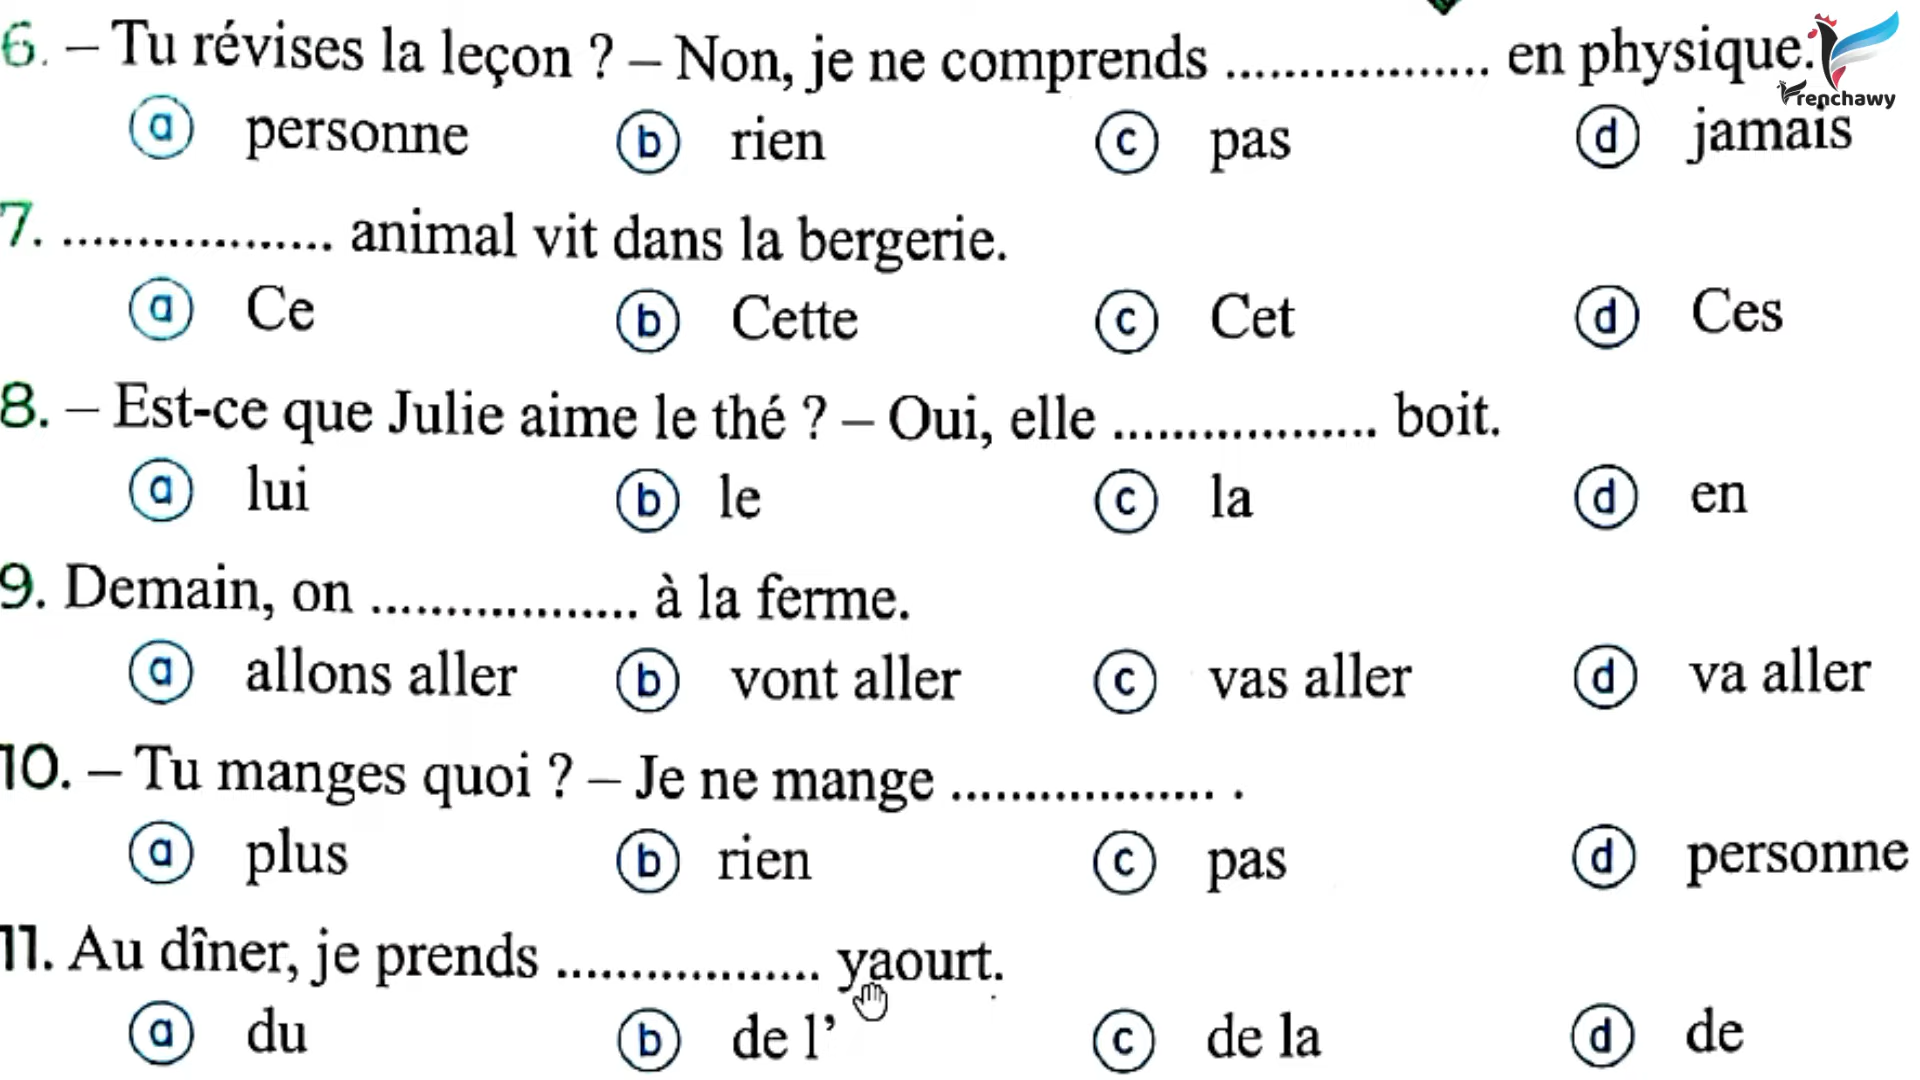 6. – Tu révises la leçon ? – Non, je ne comprends .................. en physique.
Frenchawy
a personne b rien c pas d jamais
7. .................. animal vit dans la bergerie.
a Ce b Cette c Cet d Ces
8. – Est-ce que Julie aime le thé ? – Oui, elle .................. boit.
a lui b le c la d en
9. Demain, on .................. à la ferme.
a allons aller b vont aller c vas aller d va aller
10. – Tu manges quoi ? – Je ne mange .................. .
a plus b rien c pas d personne
11. Au dîner, je prends .................. yaourt.
a du b de l’ c de la d de